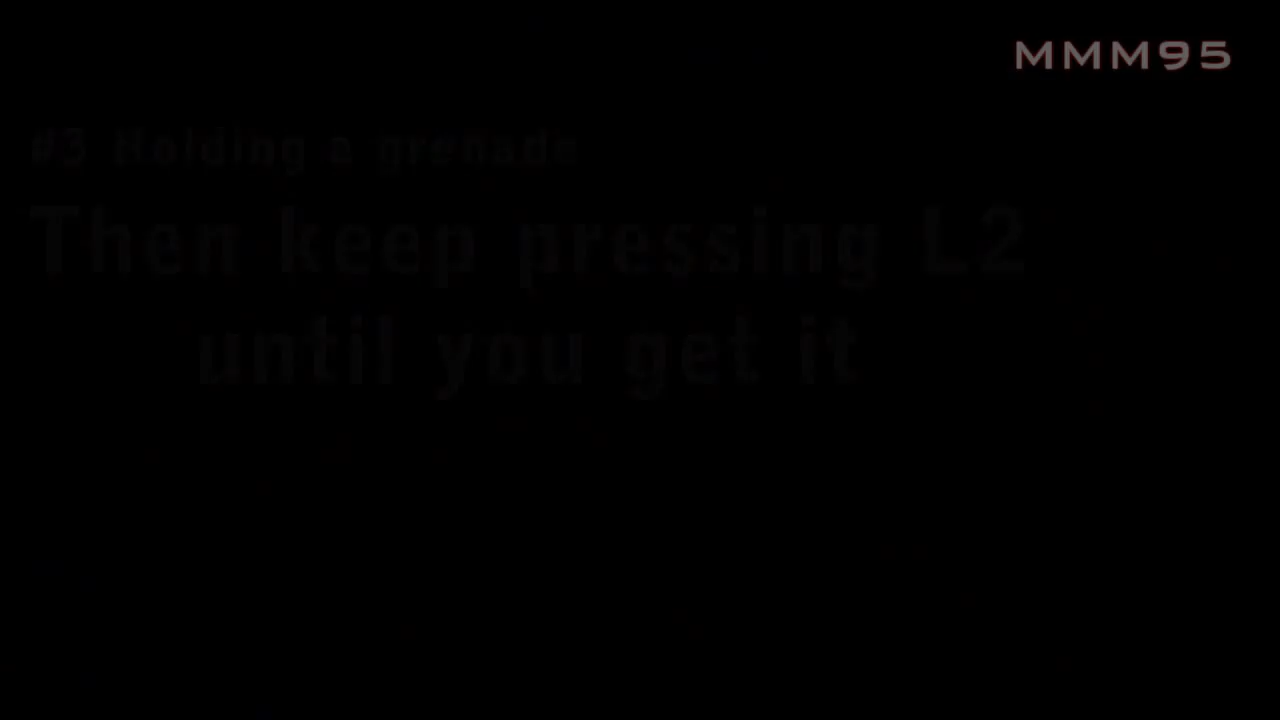 MMM95
#3 Holding a grenade
Then keep pressing L2
until you get it